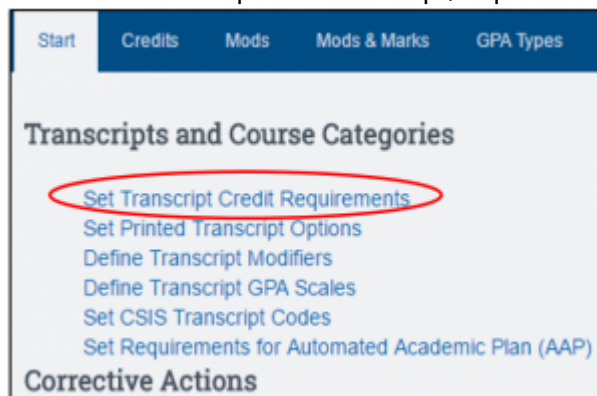 Start Credits Mods Mods & Marks GPA Types
Transcripts and Course Categories
Set Transcript Credit Requirements
Set Printed Transcript Options
Define Transcript Modifiers
Define Transcript GPA Scales
Set CSIS Transcript Codes
Set Requirements for Automated Academic Plan (AAP)
Corrective Actions